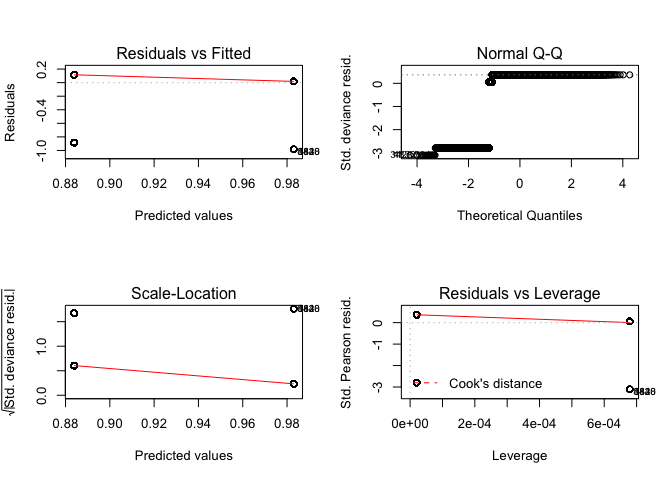 Residuals vs Fitted
Residuals
0.2
-0.4
-1.0
0.88 0.90 0.92 0.94 0.96 0.98
Predicted values
Normal Q-Q
Std. deviance resid.
0
-1
-2
-3
-4 -2 0 2 4
Theoretical Quantiles
Scale-Location
√|Std. deviance resid.|
1.0
0.0
0.88 0.90 0.92 0.94 0.96 0.98
Predicted values
Residuals vs Leverage
Std. Pearson resid.
0
-1
-3
Cook's distance
0e+00 2e-04 4e-04 6e-04
Leverage